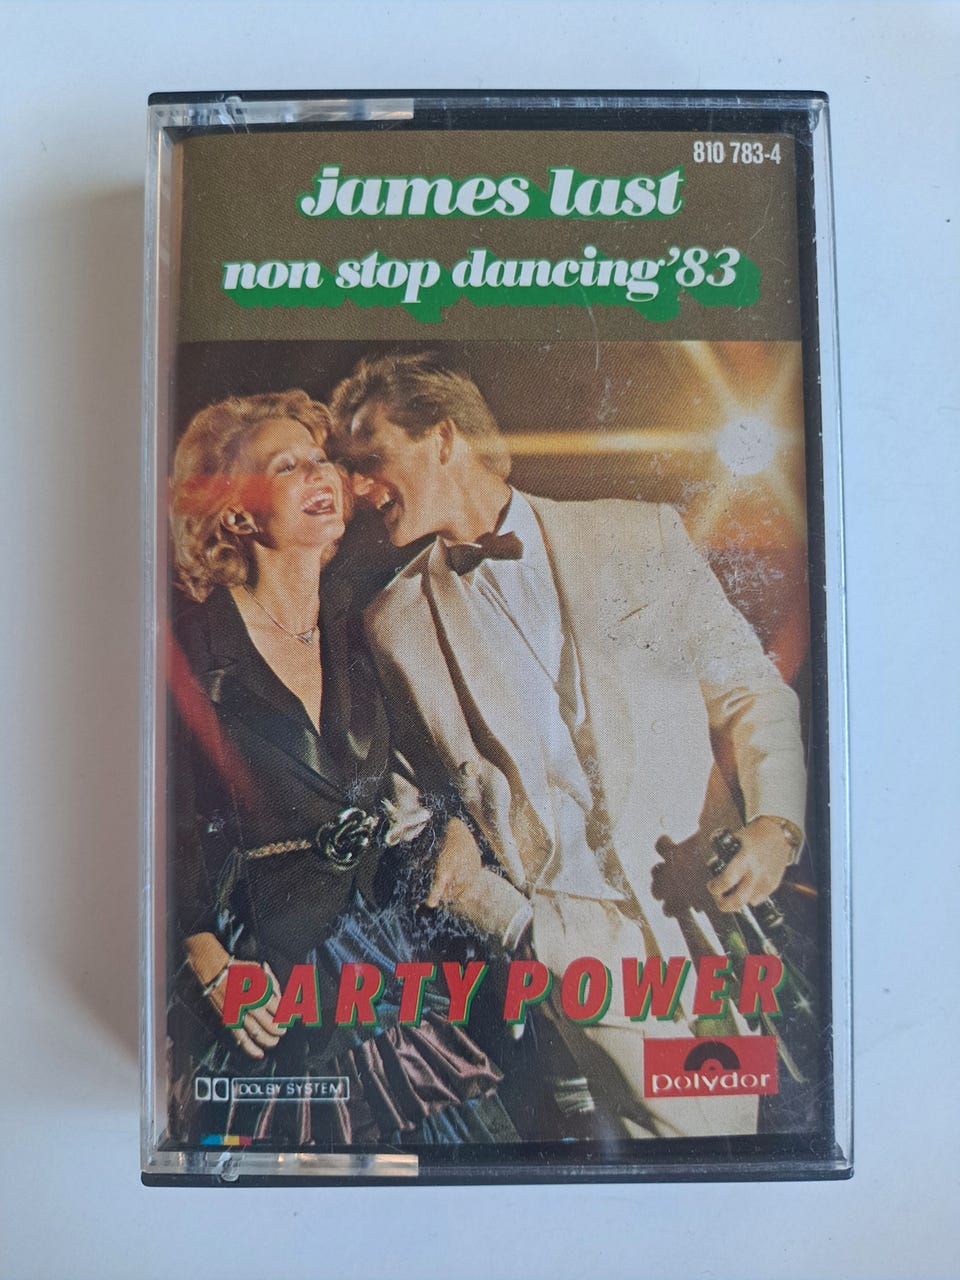 810 783-4
james last
non stop dancing '83
PARTY POWER
DOLBY SYSTEM
polydor